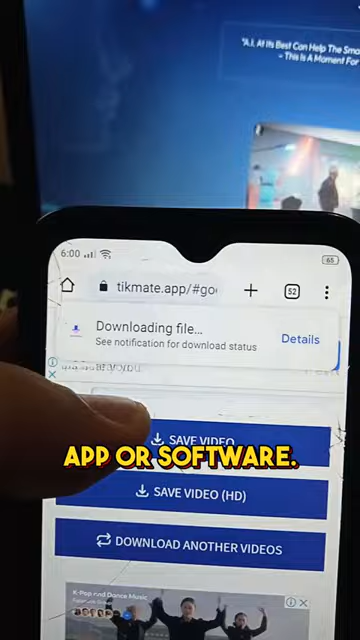 "A.I. At Its Best Can Help The Sma
– This Is A Moment For
6:00
65
tikmate.app/#go
52
Downloading file...
See notification for download status
Details
SAVE VIDEO
APP OR SOFTWARE.
SAVE VIDEO (HD)
DOWNLOAD ANOTHER VIDEOS
K-Pop and Dance Music